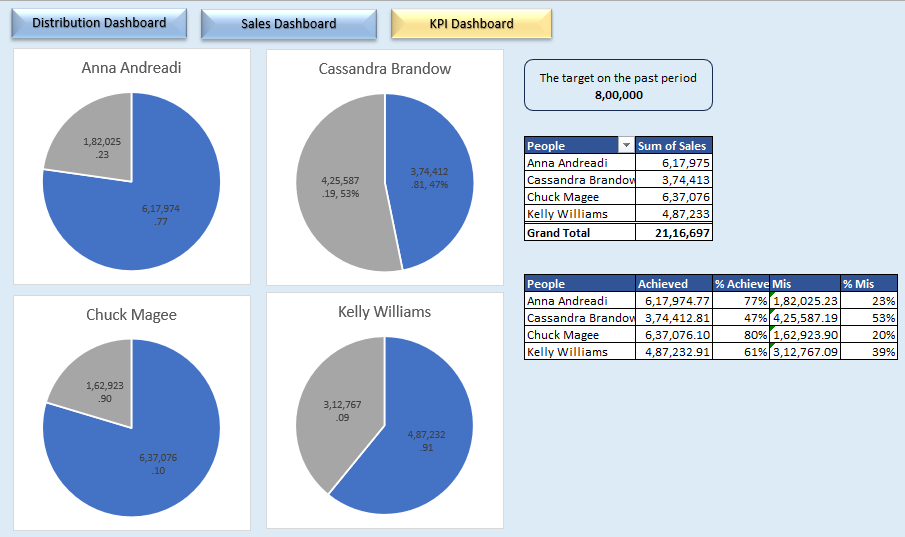 Distribution Dashboard
Sales Dashboard
KPI Dashboard
Anna Andreadi
1,82,025
.23
6,17,974
.77
Cassandra Brandow
3,74,412
.81, 47%
4,25,587
.19, 53%
Chuck Magee
1,62,923
.90
6,37,076
.10
Kelly Williams
3,12,767
.09
4,87,232
.91
The target on the past period
8,00,000
People Sum of Sales
Anna Andreadi 6,17,975
Cassandra Brandow 3,74,413
Chuck Magee 6,37,076
Kelly Williams 4,87,233
Grand Total 21,16,697
People Achieved % Achieve Mis % Mis
Anna Andreadi 6,17,974.77 77% 1,82,025.23 23%
Cassandra Brandow 3,74,412.81 47% 4,25,587.19 53%
Chuck Magee 6,37,076.10 80% 1,62,923.90 20%
Kelly Williams 4,87,232.91 61% 3,12,767.09 39%